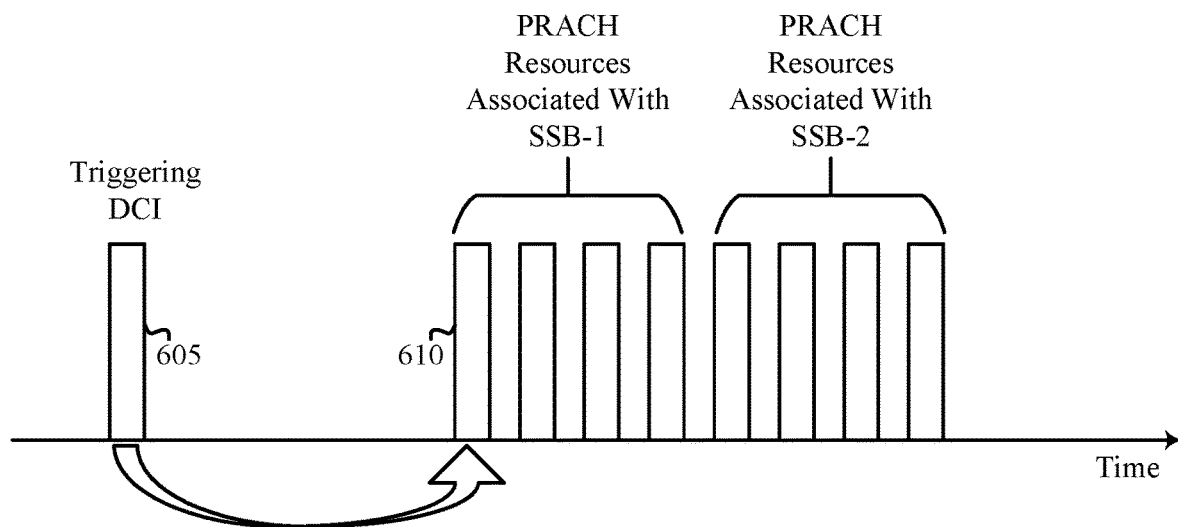 PRACH
Resources
Associated With
SSB-1
PRACH
Resources
Associated With
SSB-2
Triggering
DCI
605
610
Time